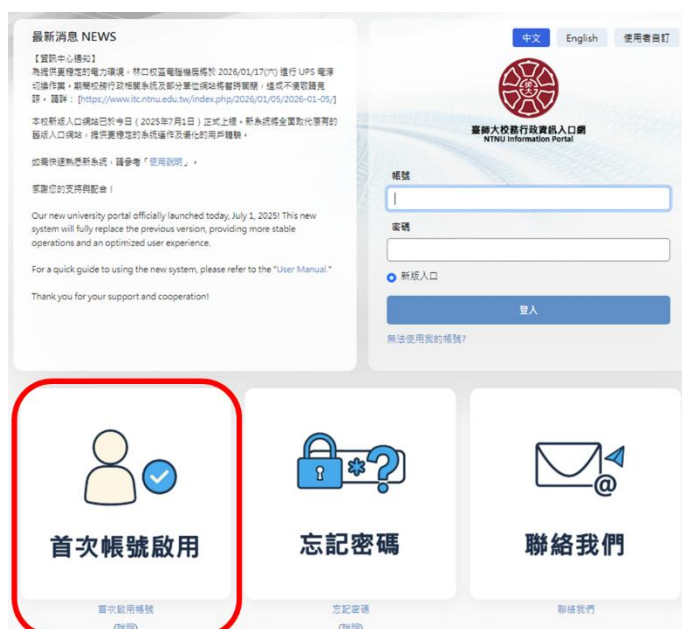 最新消息 NEWS
【資訊中心通知】
為提供更穩定的電力環境，林口校區電腦機房將於 2026/01/17(六) 進行 UPS 電源
切換作業，期間校務行政相關系統及部分單位網站將暫時關閉，造成不便敬請見
諒。 請詳： [https://www.itc.ntnu.edu.tw/index.php/2026/01/05/2026-01-05/]
本校新版入口網站已於今日（2025年7月1日）正式上線。新系統將全面取代原有的
舊版入口網站，提供更穩定的系統運作及優化的用戶體驗。
如需快速熟悉新系統，請參考「使用說明」。
感謝您的支持與配合！
Our new university portal officially launched today, July 1, 2025! This new
system will fully replace the previous version, providing more stable
operations and an optimized user experience.
For a quick guide to using the new system, please refer to the "User Manual."
Thank you for your support and cooperation!
中文 English 使用者自訂
臺師大校務行政資訊入口網
NTNU Information Portal
帳號
密碼
新版入口
登入
無法使用我的帳號?
首次帳號啟用
忘記密碼
聯絡我們
@
首次啟用帳號
忘記密碼
聯絡我們
(說明)
(說明)